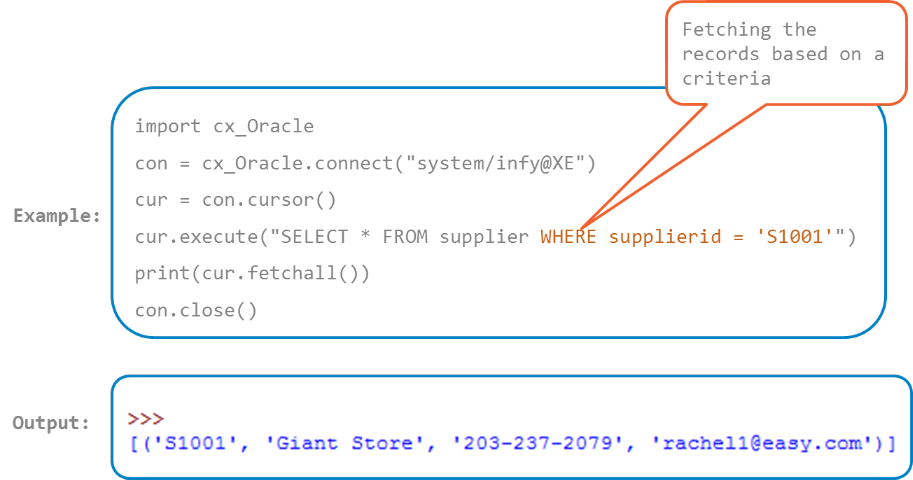 Fetching the
records based on a
criteria
import cx_Oracle
con = cx_Oracle.connect("system/infy@XE")
cur = con.cursor()
Example:
cur.execute("SELECT * FROM supplier WHERE supplierid = 'S1001'")
print(cur.fetchall())
con.close()
Output:
>>>
[('S1001', 'Giant Store', '203-237-2079', 'rachel1@easy.com')]